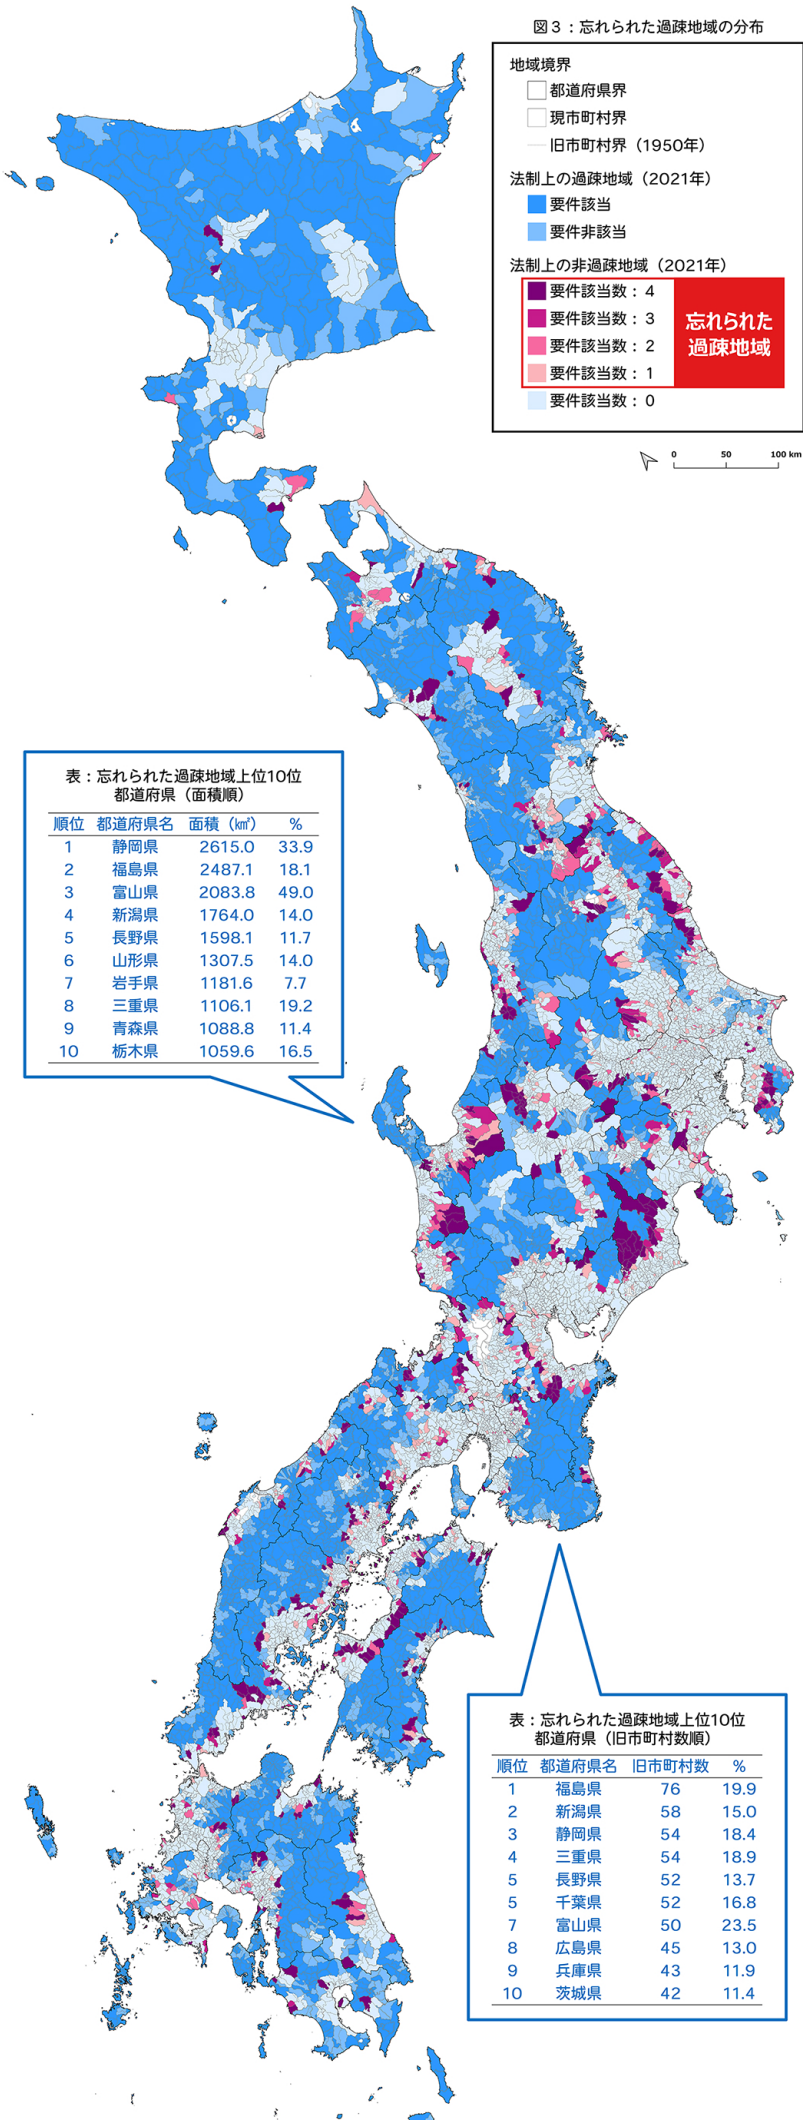 図３：忘れられた過疎地域の分布
地域境界
都道府県界
現市町村界
旧市町村界（1950年）
法制上の過疎地域（2021年）
要件該当
要件非該当
法制上の非過疎地域（2021年）
要件該当数：4
要件該当数：3
要件該当数：2
要件該当数：1
要件該当数：0
忘れられた
過疎地域
0 50 100 km
表：忘れられた過疎地域上位10位
都道府県（面積順）
順位 都道府県名 面積（㎢） %
1 静岡県 2615.0 33.9
2 福島県 2487.1 18.1
3 富山県 2083.8 49.0
4 新潟県 1764.0 14.0
5 長野県 1598.1 11.7
6 山形県 1307.5 14.0
7 岩手県 1181.6 7.7
8 三重県 1106.1 19.2
9 青森県 1088.8 11.4
10 栃木県 1059.6 16.5
表：忘れられた過疎地域上位10位
都道府県（旧市町村数順）
順位 都道府県名 旧市町村数 %
1 福島県 76 19.9
2 新潟県 58 15.0
3 静岡県 54 18.4
4 三重県 54 18.9
5 長野県 52 13.7
5 千葉県 52 16.8
7 富山県 50 23.5
8 広島県 45 13.0
9 兵庫県 43 11.9
10 茨城県 42 11.4